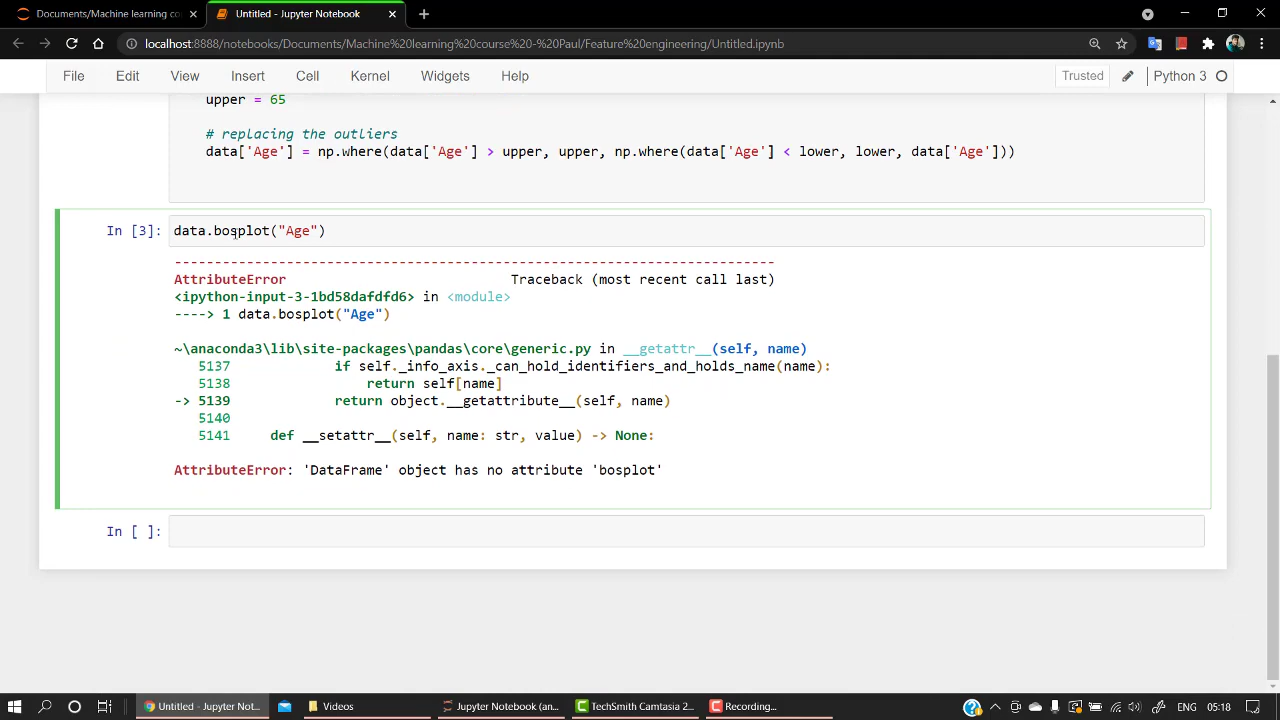 Documents/Machine learning co
Untitled - Jupyter Notebook
localhost:8888/notebooks/Documents/Machine%20learning%20course%20-%20Paul/Feature%20engineering/Untitled.ipynb
File Edit View Insert Cell Kernel Widgets Help Trusted Python 3
upper = 65
# replacing the outliers
data['Age'] = np.where(data['Age'] > upper, upper, np.where(data['Age'] < lower, lower, data['Age']))
In [3]: data.bosplot("Age")
---------------------------------------------------------------------------
AttributeError Traceback (most recent call last)
<ipython-input-3-1bd58dafdfd6> in <module>
----> 1 data.bosplot("Age")
~\anaconda3\lib\site-packages\pandas\core\generic.py in __getattr__(self, name)
5137 if self._info_axis._can_hold_identifiers_and_holds_name(name):
5138 return self[name]
-> 5139 return object.__getattribute__(self, name)
5140
5141 def __setattr__(self, name: str, value) -> None:
AttributeError: 'DataFrame' object has no attribute 'bosplot'
In [ ]:
Untitled - Jupyter Not... Videos Jupyter Notebook (an... TechSmith Camtasia 2... Recording... ENG 05:18